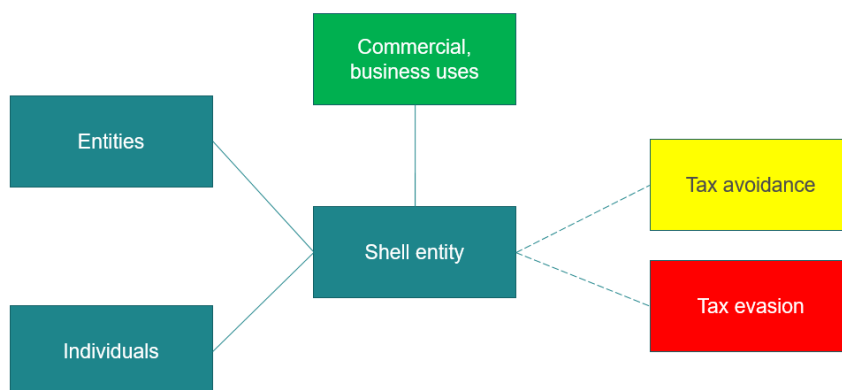 Commercial,
business uses
Entities
Tax avoidance
Shell entity
Tax evasion
Individuals